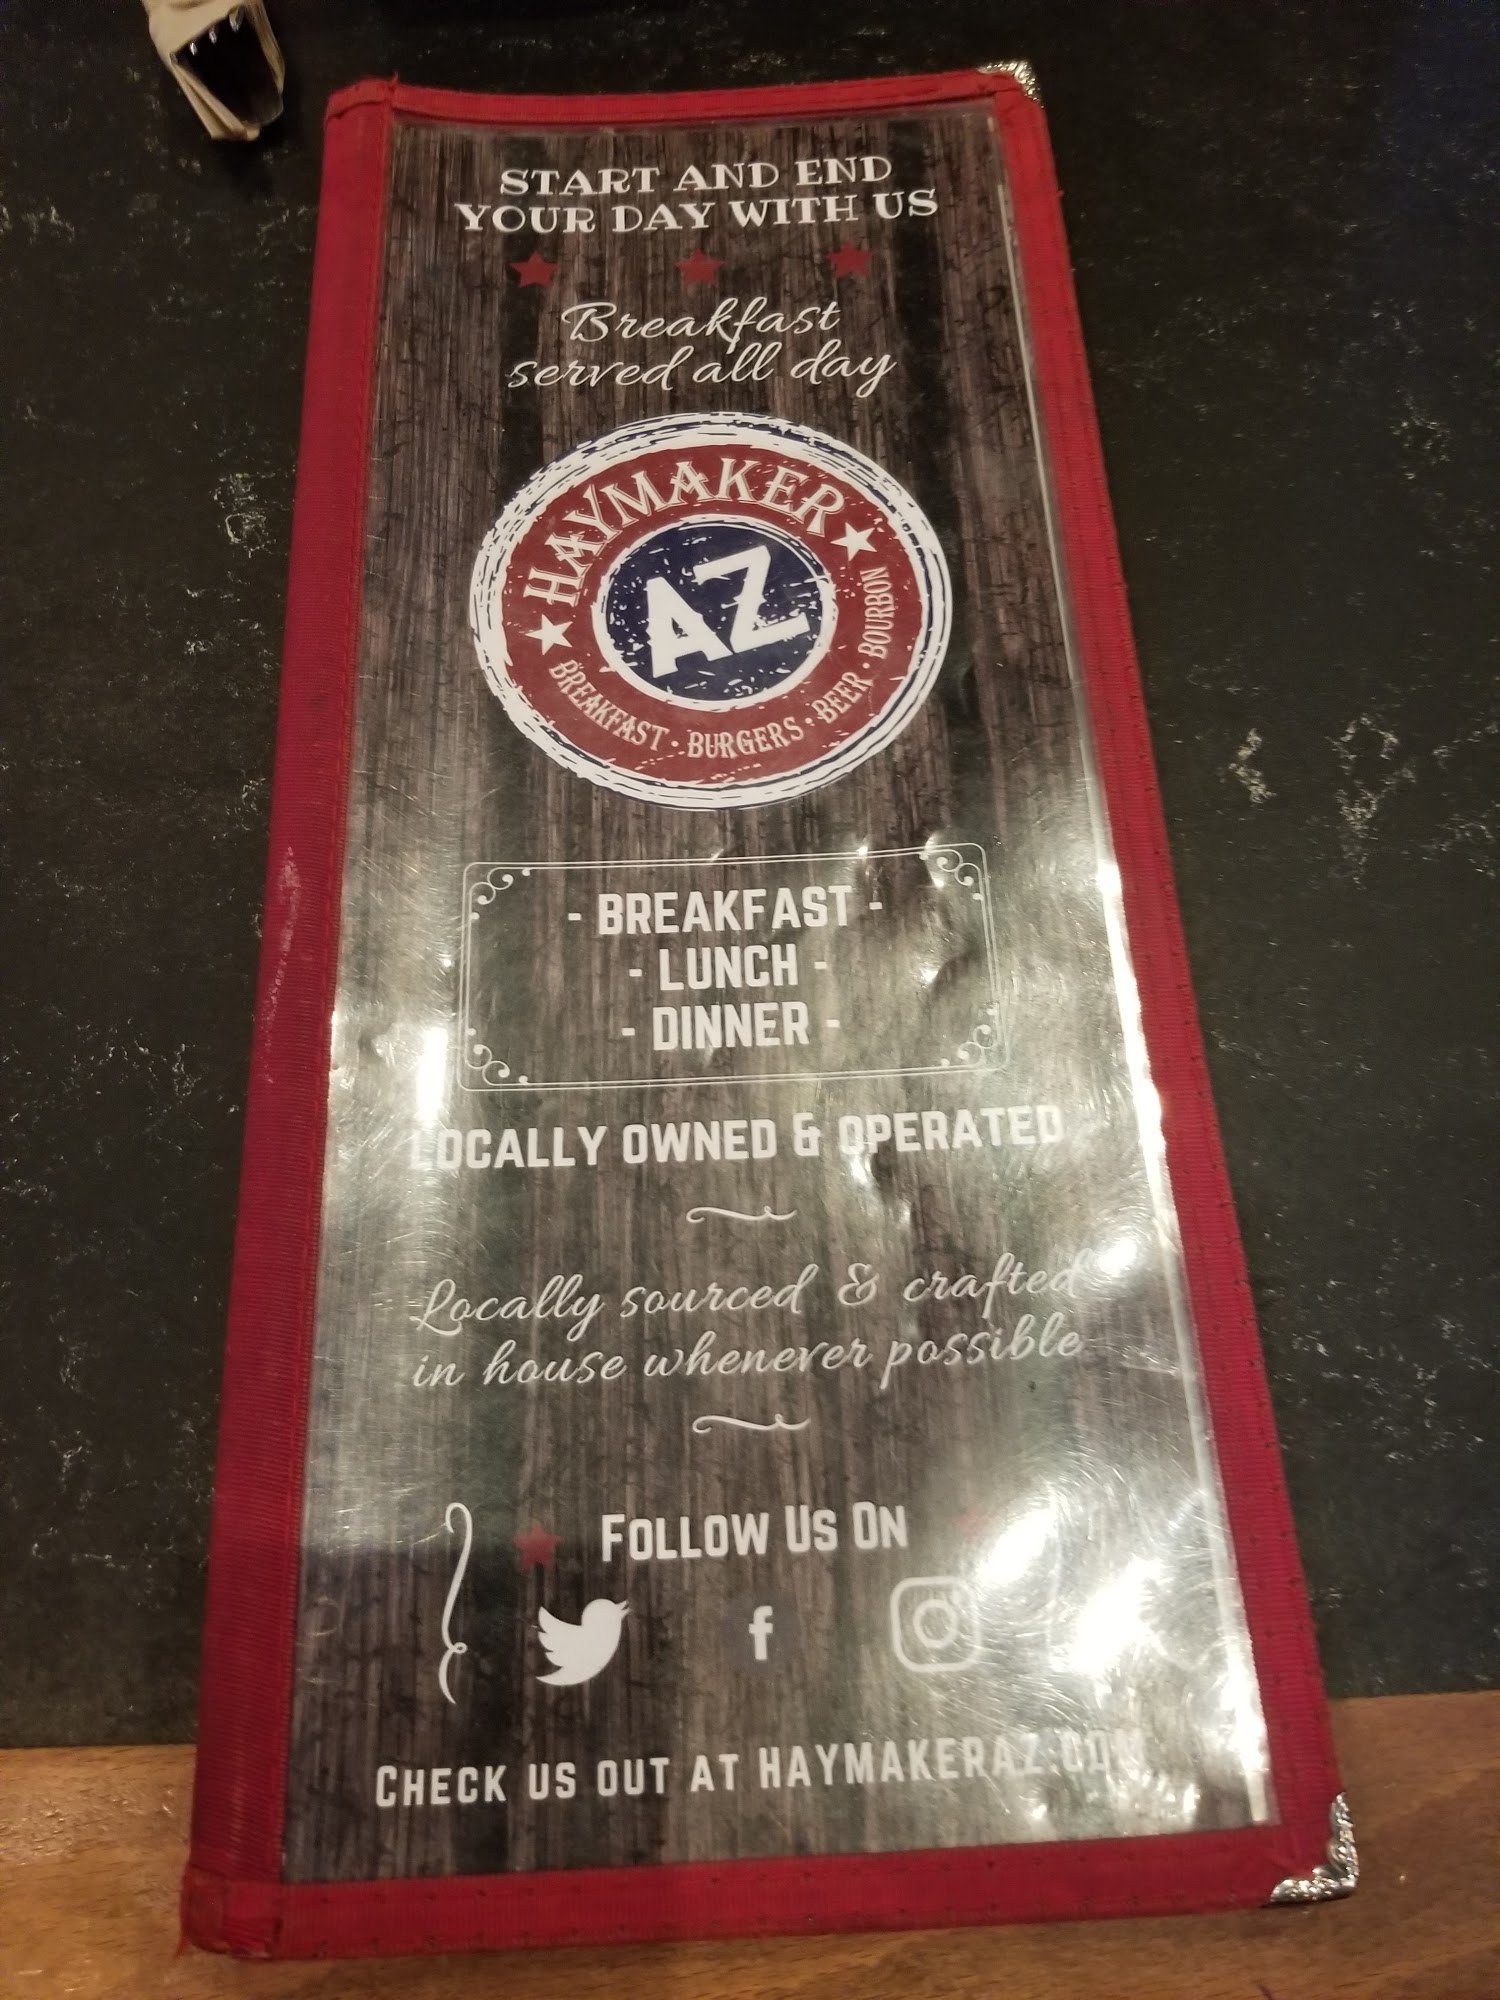 START AND END
YOUR DAY WITH US
Breakfast
served all day
HAYMAKER
AZ
BREAKFAST · BURGERS · BEER · BOURBON
- BREAKFAST -
- LUNCH -
- DINNER -
LOCALLY OWNED & OPERATED
Locally sourced & crafted
in house whenever possible
FOLLOW US ON
f
CHECK US OUT AT HAYMAKERAZ.COM